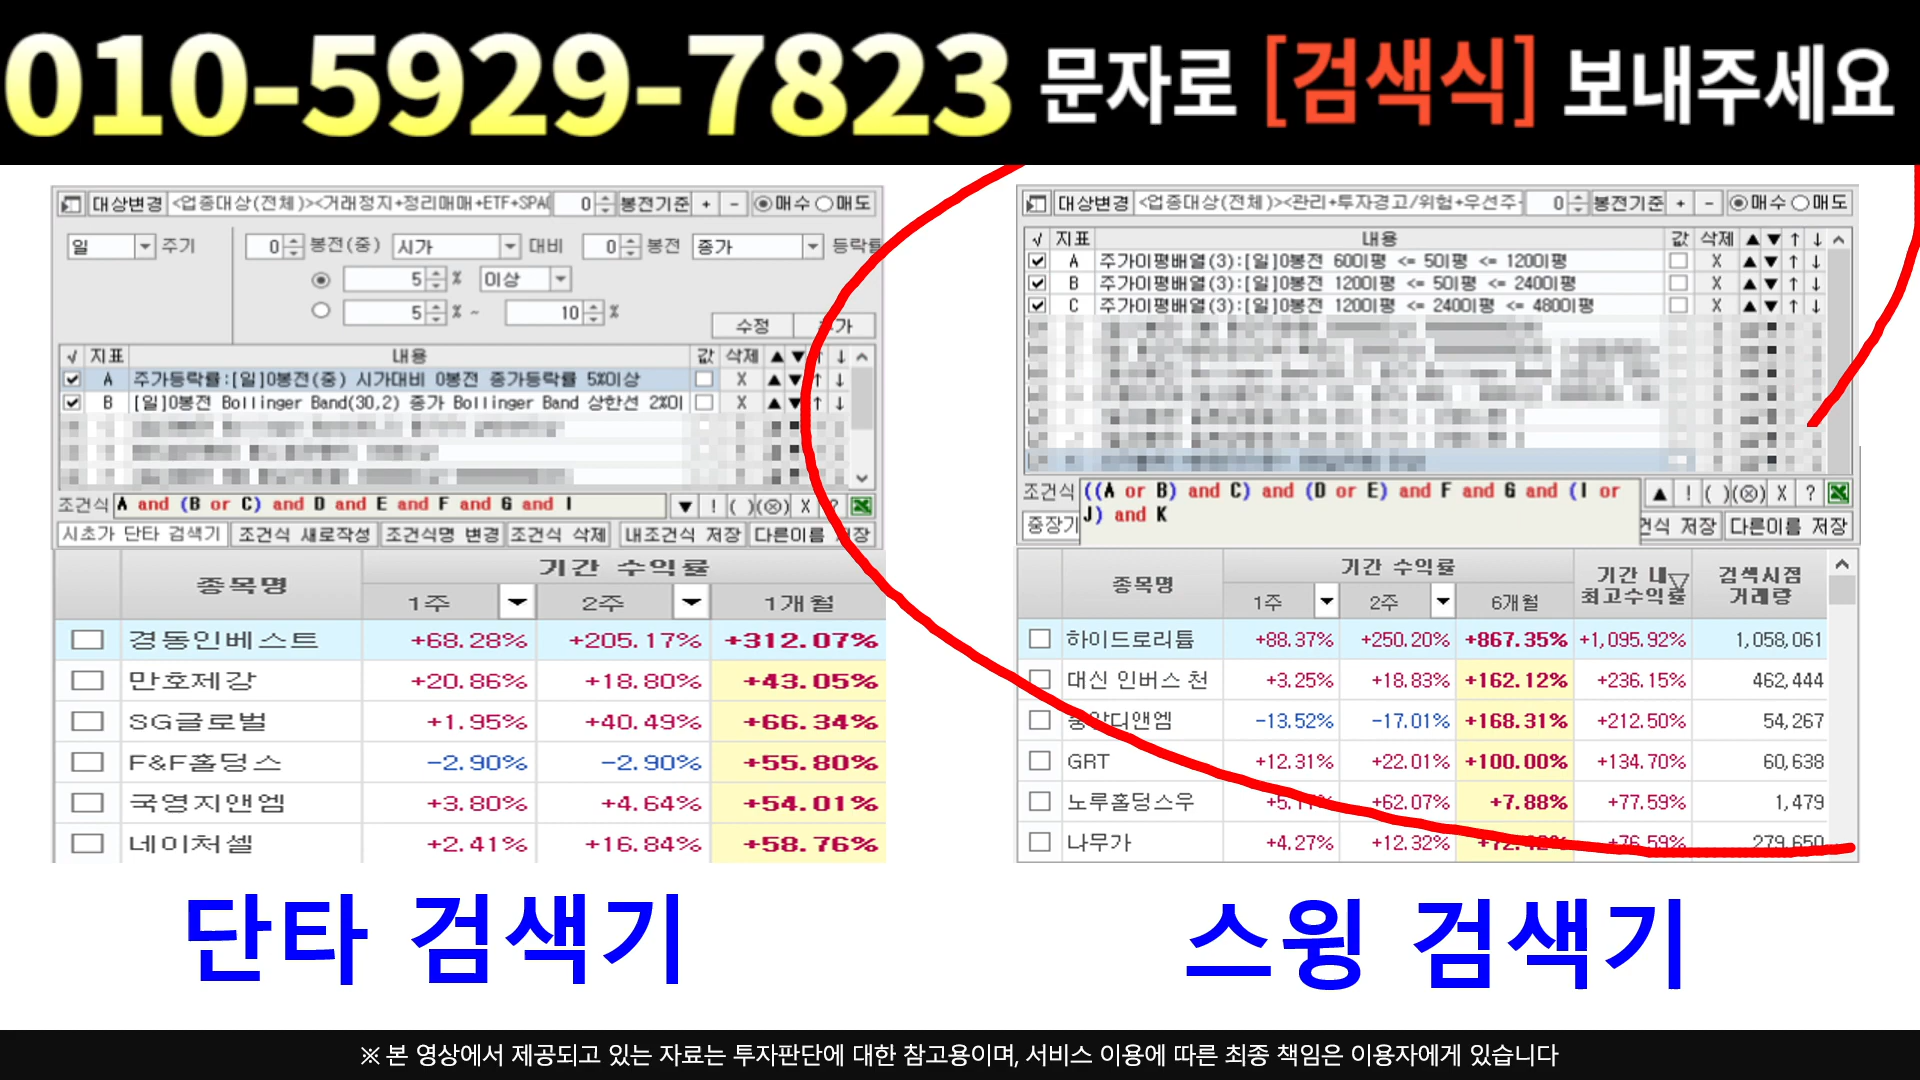 010-5929-7823 문자로 [검색식] 보내주세요
대상변경 <업종대상(전체)><거래정지+정리매매+ETF+SPA 0 봉전기준 + - 매수 매도
일 주기 0 봉전(중) 시가 대비 0 봉전 종가 등락률
5 % 이상
5 % ~ 10 %
수정
√ 지표 내용 값 삭제 ▲ ▼ ↑ ↓
A 주가등락률:[일]0봉전(중) 시가대비 0봉전 종가등락률 5%이상 X ▲ ▼ ↑ ↓
B [일]0봉전 Bollinger Band(30,2) 종가 Bollinger Band 상한선 2%이 X ▲ ▼ ↑ ↓
조건식 A and (B or C) and D and E and F and G and I ▼ ! ( ) (⊗) X ?
시초가 단타 검색기 조건식 새로작성 조건식명 변경 조건식 삭제 내조건식 저장 다른이름 저장
종목명 기간 수익률
1주 2주 1개월
경동인베스트 +68.28% +205.17% +312.07%
만호제강 +20.86% +18.80% +43.05%
SG글로벌 +1.95% +40.49% +66.34%
F&F홀딩스 -2.90% -2.90% +55.80%
국영지앤엠 +3.80% +4.64% +54.01%
네이처셀 +2.41% +16.84% +58.76%
단타 검색기
대상변경 <업종대상(전체)><관리+투자경고/위험+우선주+ 0 봉전기준 + - 매수 매도
√ 지표 내용 값 삭제 ▲ ▼ ↑ ↓
A 주가이평배열(3):[일]0봉전 60이평 <= 5이평 <= 120이평 X ▲ ▼ ↑ ↓
B 주가이평배열(3):[일]0봉전 120이평 <= 5이평 <= 240이평 X ▲ ▼ ↑ ↓
C 주가이평배열(3):[일]0봉전 120이평 <= 240이평 <= 480이평 X ▲ ▼ ↑ ↓
조건식 ((A or B) and C) and (D or E) and F and G and (I or ▲ ! ( ) (⊗) X ?
J) and K
중장기 건식 저장 다른이름 저장
종목명 기간 수익률 기간 내 최고수익률 검색시점 거래량
1주 2주 6개월
하이드로리튬 +88.37% +250.20% +867.35% +1,095.92% 1,058,061
대신 인버스 천 +3.25% +18.83% +162.12% +236.15% 462,444
중앙디앤엠 -13.52% -17.01% +168.31% +212.50% 54,267
GRT +12.31% +22.01% +100.00% +134.70% 60,638
노루홀딩스우 +62.07% +7.88% +77.59% 1,479
나무가 +4.27% +12.32% +76.59% 279,650
스윙 검색기
※ 본 영상에서 제공되고 있는 자료는 투자판단에 대한 참고용이며, 서비스 이용에 따른 최종 책임은 이용자에게 있습니다